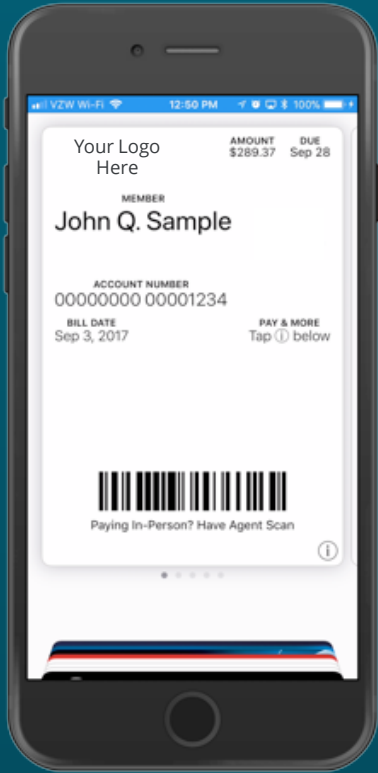 VZW Wi-Fi 12:50 PM 100%
Your Logo
Here
AMOUNT DUE
$289.37 Sep 28
MEMBER
John Q. Sample
ACCOUNT NUMBER
00000000 00001234
BILL DATE PAY & MORE
Sep 3, 2017 Tap ⓘ below
Paying In-Person? Have Agent Scan